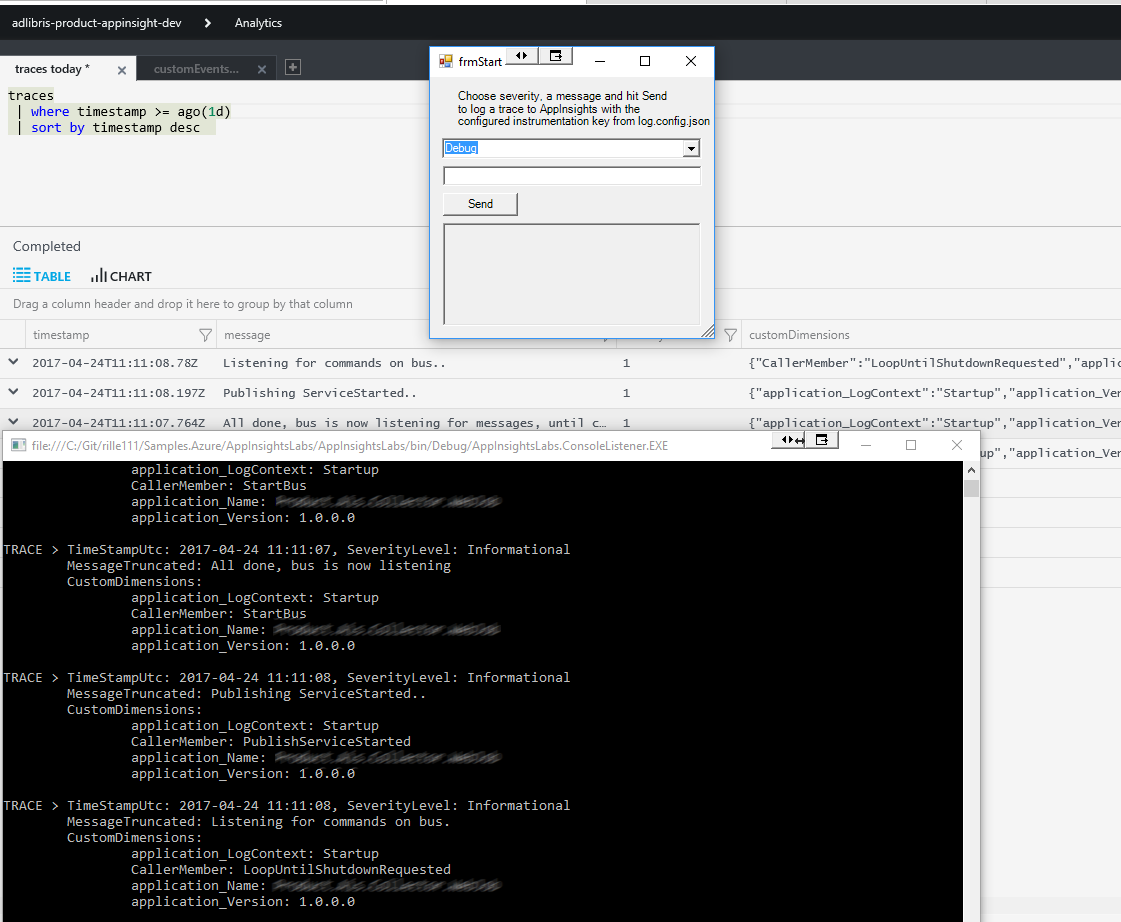 adlibris-product-appinsight-dev > Analytics
traces today *
customEvents...
traces
| where timestamp >= ago(1d)
| sort by timestamp desc
frmStart
Choose severity, a message and hit Send
to log a trace to AppInsights with the
configured instrumentation key from log.config.json
Debug
Send
Completed
TABLE CHART
Drag a column header and drop it here to group by that column
timestamp message customDimensions
2017-04-24T11:11:08.78Z Listening for commands on bus.. 1 {"CallerMember":"LoopUntilShutdownRequested","applic
2017-04-24T11:11:08.197Z Publishing ServiceStarted.. 1 {"application_LogContext":"Startup","application_Ver
2017-04-24T11:11:07.764Z All done, bus is now listening for messages, until c... 1 {"application_LogContext":"Startup","application_Ver
up","application_Ver
file:///C:/Git/rille111/Samples.Azure/AppInsightsLabs/AppInsightsLabs/bin/Debug/AppInsightsLabs.ConsoleListener.EXE
application_LogContext: Startup
CallerMember: StartBus
application_Name:
application_Version: 1.0.0.0
TRACE > TimeStampUtc: 2017-04-24 11:11:07, SeverityLevel: Informational
MessageTruncated: All done, bus is now listening
CustomDimensions:
application_LogContext: Startup
CallerMember: StartBus
application_Name:
application_Version: 1.0.0.0
TRACE > TimeStampUtc: 2017-04-24 11:11:08, SeverityLevel: Informational
MessageTruncated: Publishing ServiceStarted..
CustomDimensions:
application_LogContext: Startup
CallerMember: PublishServiceStarted
application_Name:
application_Version: 1.0.0.0
TRACE > TimeStampUtc: 2017-04-24 11:11:08, SeverityLevel: Informational
MessageTruncated: Listening for commands on bus.
CustomDimensions:
application_LogContext: Startup
CallerMember: LoopUntilShutdownRequested
application_Name:
application_Version: 1.0.0.0